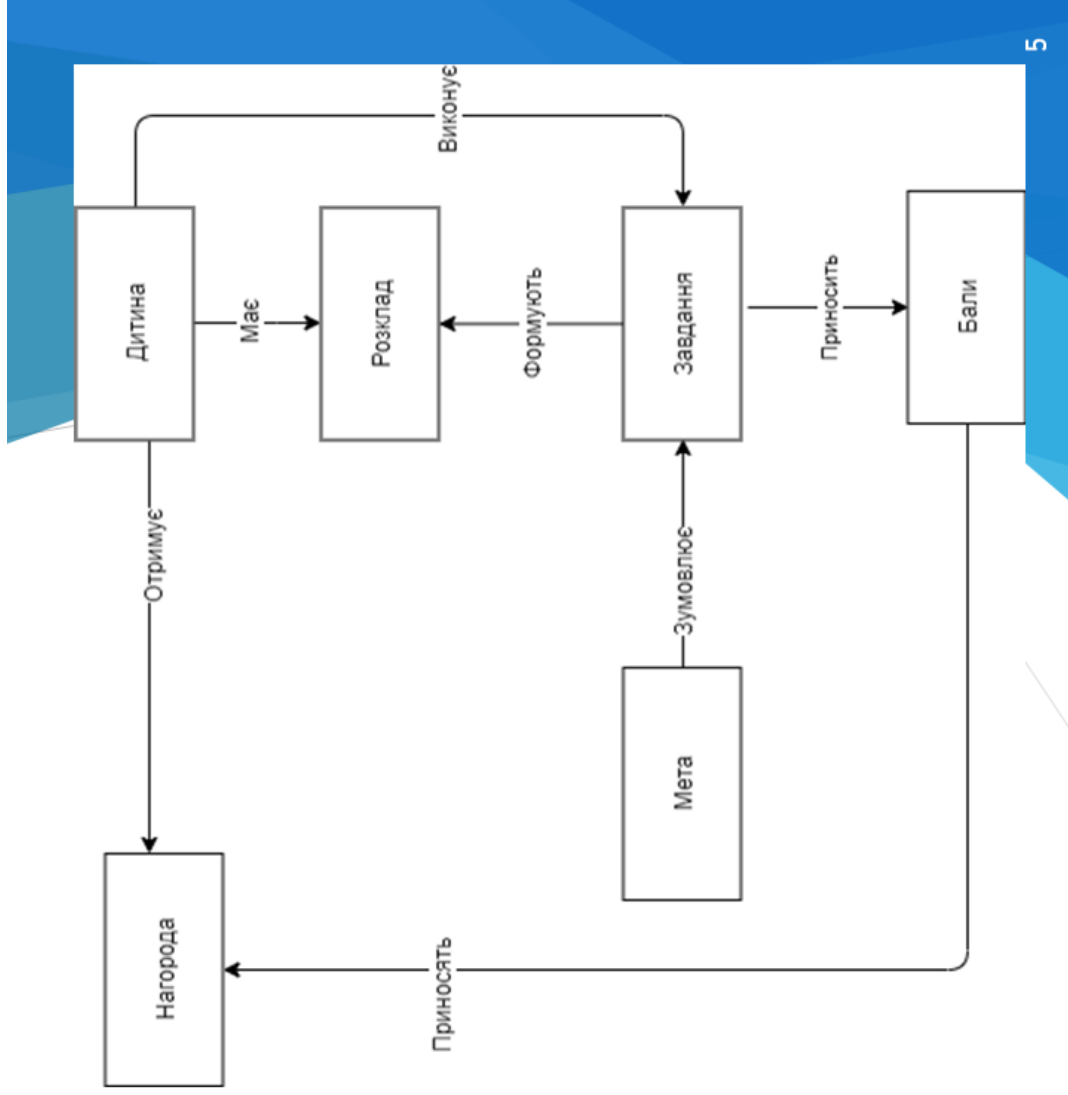 Нагорода
Отримує
Дитина
Має
Розклад
Приносять
Виконує
Формують
Мета
Зумовлює
Завдання
Приносить
Бали
5